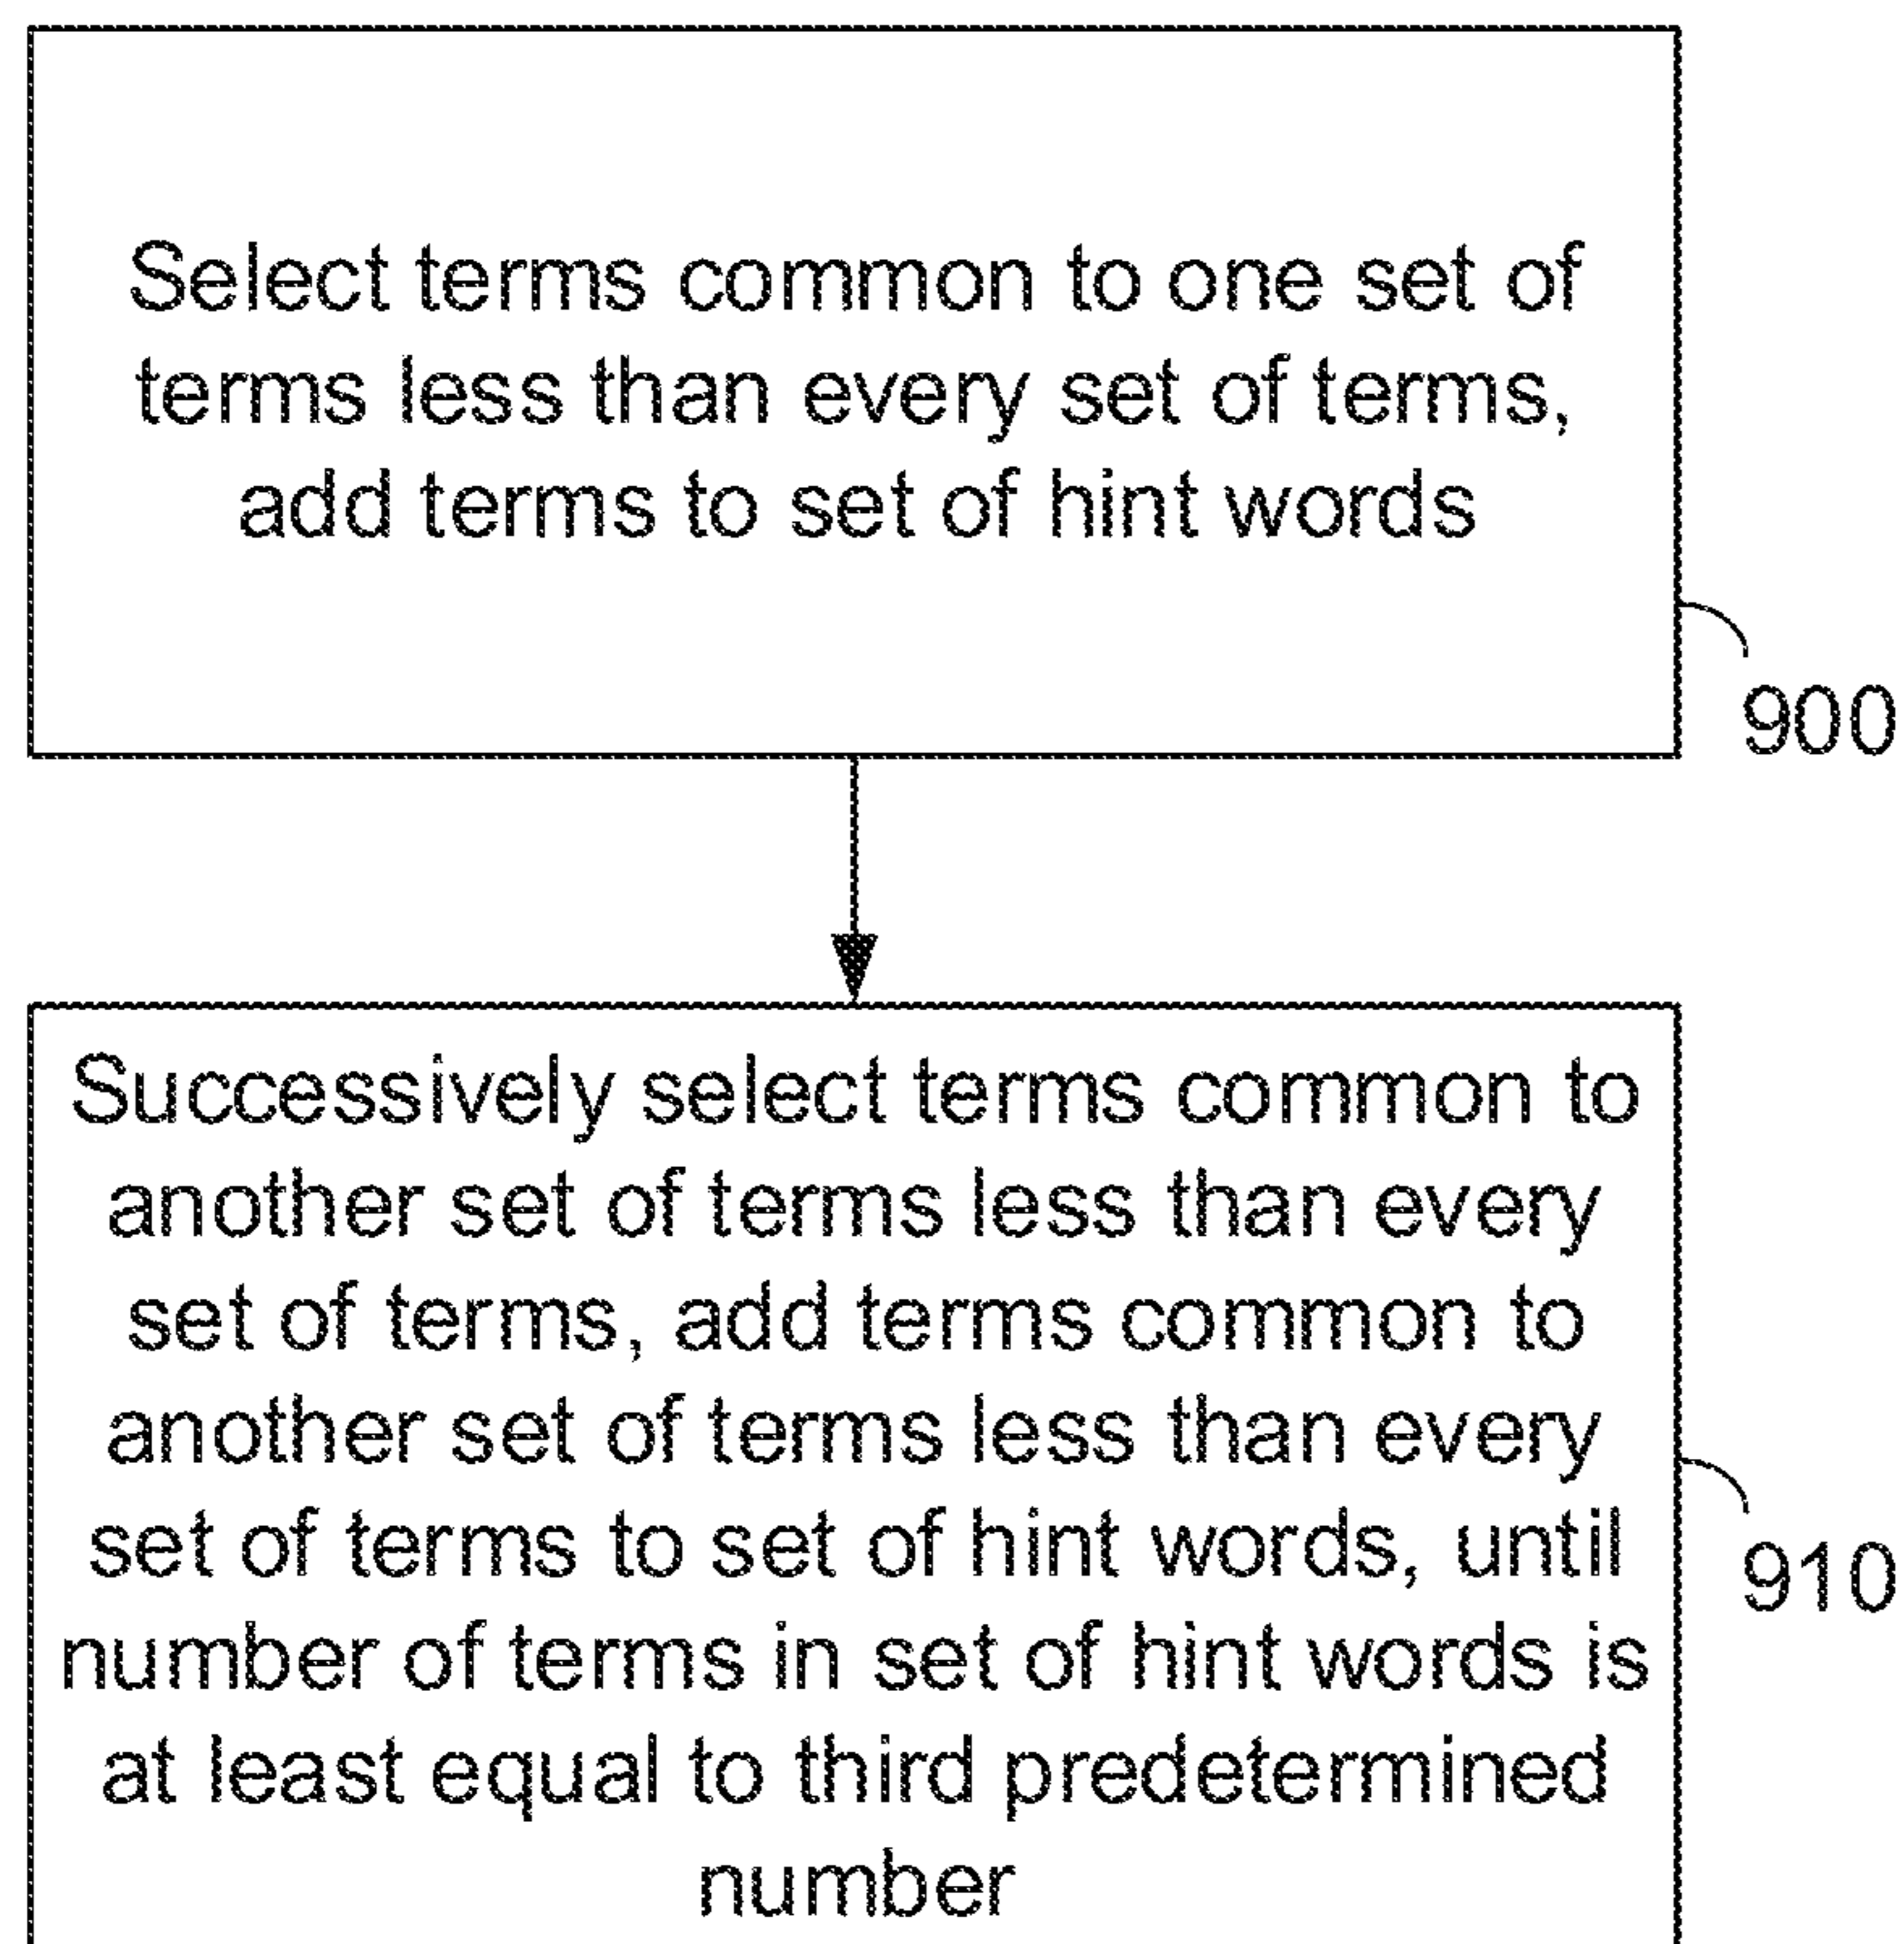 Select terms common to one set of
terms less than every set of terms,
add terms to set of hint words
900
Successively select terms common to
another set of terms less than every
set of terms, add terms common to
another set of terms less than every
set of terms to set of hint words, until
number of terms in set of hint words is
at least equal to third predetermined
number
910